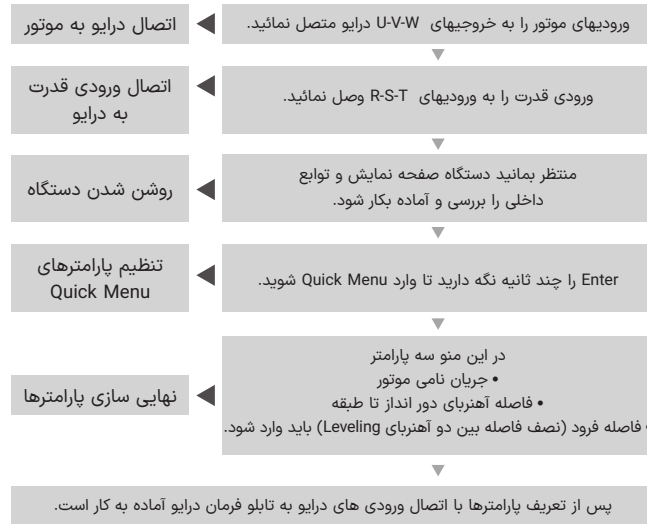 ورودیهای موتور را به خروجیهای U-V-W درایو متصل نمائید.
اتصال درایو به موتور
ورودی قدرت را به ورودیهای R-S-T وصل نمائید.
اتصال ورودی قدرت
به درایو
منتظر بمانید دستگاه صفحه نمایش و توابع
داخلی را بررسی و آماده بکار شود.
روشن شدن دستگاه
Enter را چند ثانیه نگه دارید تا وارد Quick Menu شوید.
تنظیم پارامترهای
Quick Menu
در این منو سه پارامتر
• جریان نامی موتور
• فاصله آهنربای دور انداز تا طبقه
• فاصله فرود (نصف فاصله بین دو آهنربای Leveling) باید وارد شود.
نهایی سازی پارامترها
پس از تعریف پارامترها با اتصال ورودی های درایو به تابلو فرمان درایو آماده به کار است.